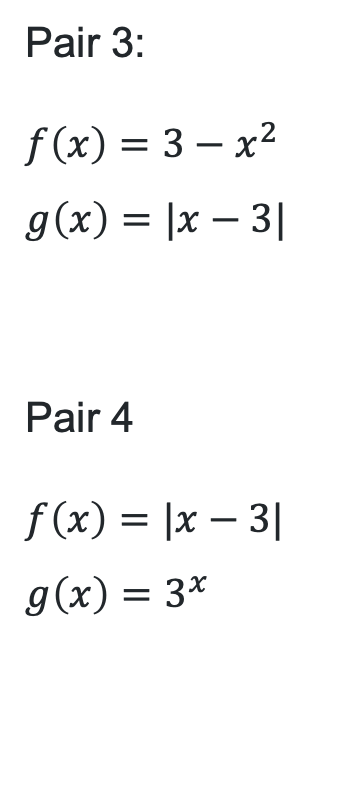 Pair 3:
f(x) = 3 − x²
g(x) = |x − 3|
Pair 4
f(x) = |x − 3|
g(x) = 3ˣ